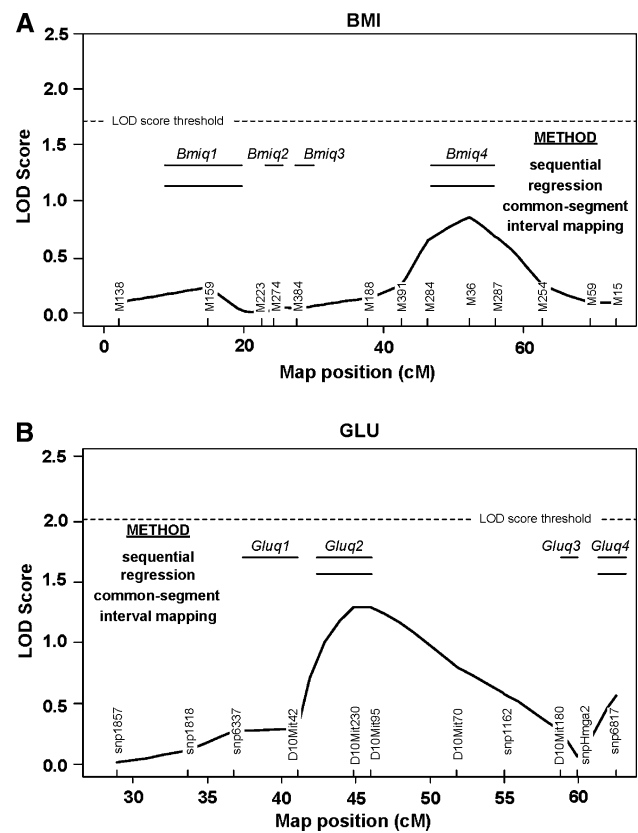 A
BMI
2.5
2.0
1.5
1.0
0.5
0.0
LOD Score
LOD score threshold
METHOD
Bmiq1 Bmiq2 Bmiq3 Bmiq4
sequential
regression
common-segment
interval mapping
M138 M159 M223 M274 M384 M188 M391 M284 M36 M287 M254 M59 M15
0 20 40 60
Map position (cM)
B
GLU
2.5
2.0
1.5
1.0
0.5
0.0
LOD Score
LOD score threshold
METHOD
Gluq1 Gluq2 Gluq3 Gluq4
sequential
regression
common-segment
interval mapping
snp1857 snp1818 snp6337 D10Mit42 D10Mit230 D10Mit95 D10Mit70 snp1162 D10Mit180 snpHmga2 snp6817
30 35 40 45 50 55 60
Map position (cM)